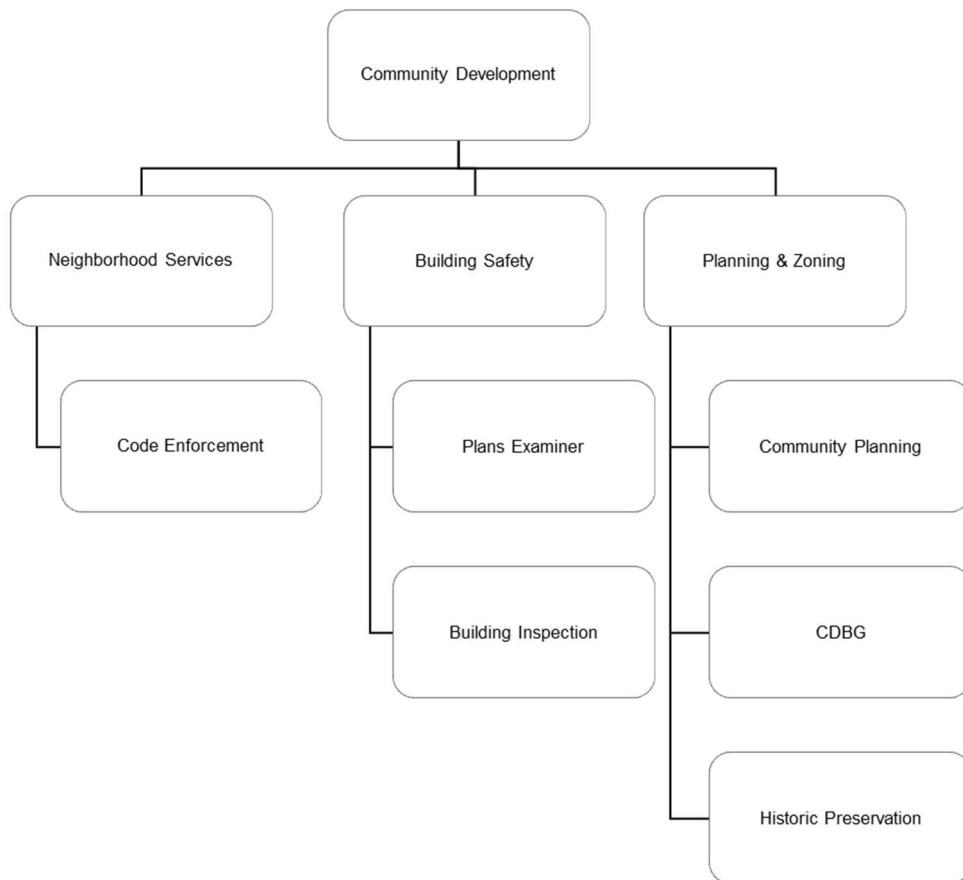 Community Development
Neighborhood Services
Building Safety
Planning & Zoning
Code Enforcement
Plans Examiner
Community Planning
Building Inspection
CDBG
Historic Preservation